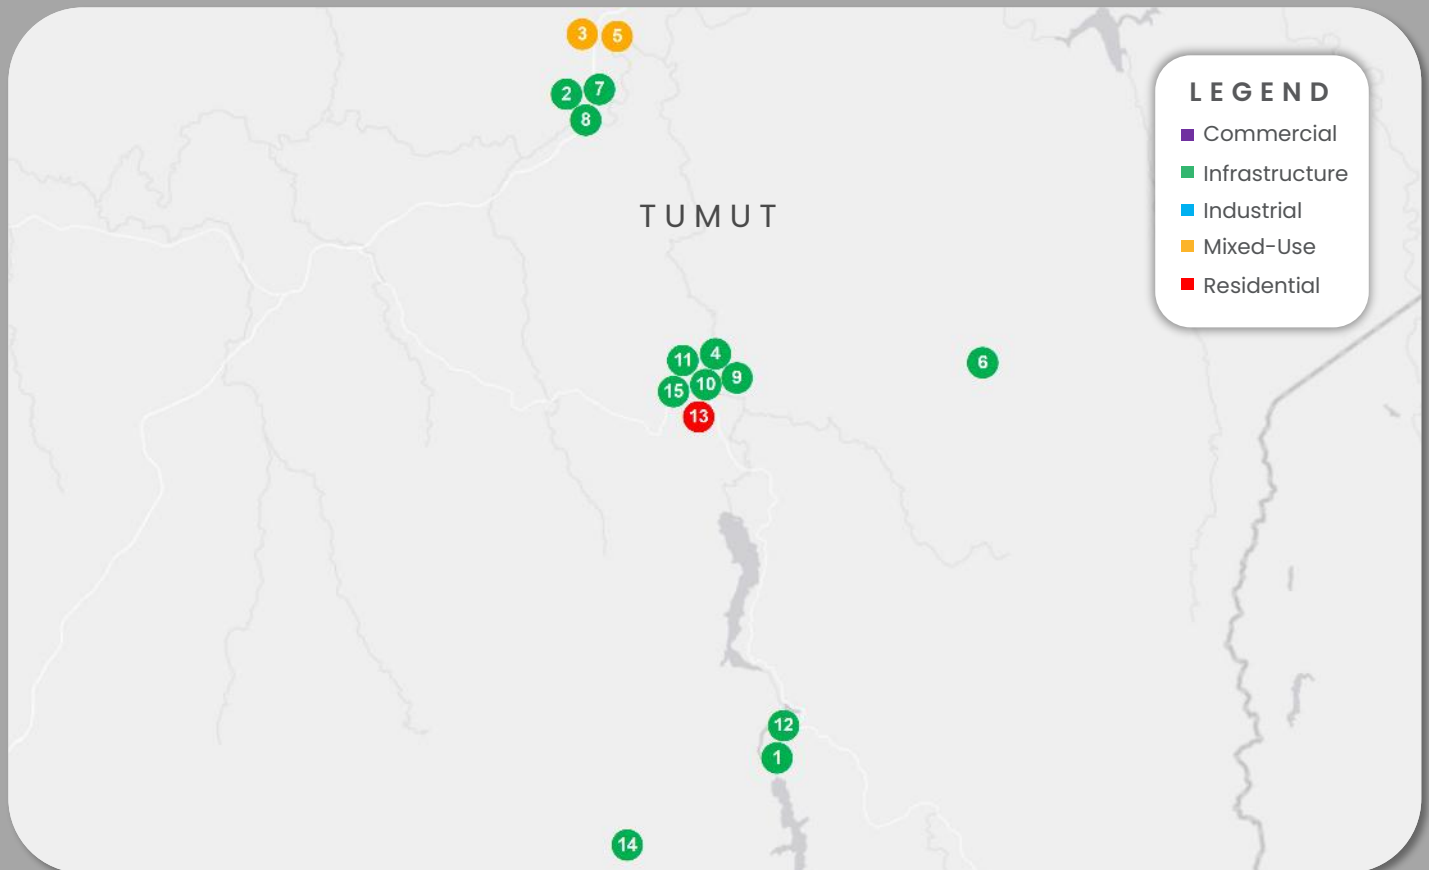 3 5
2 7
8
LEGEND
Commercial
Infrastructure
Industrial
Mixed-Use
Residential
TUMUT
11 4
15 10 9
13
6
12
1
14